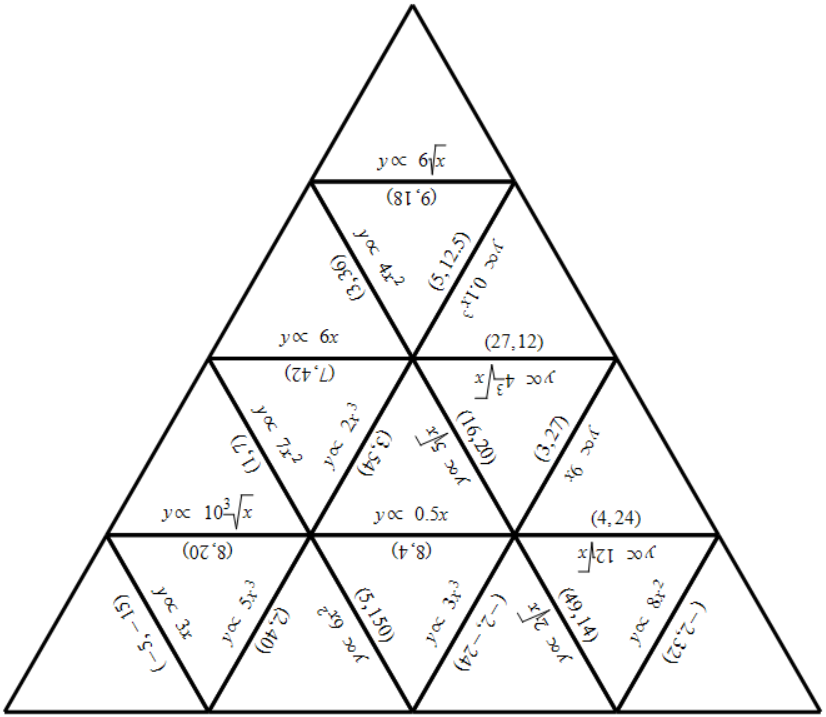 y ∝ 6√x
(9,18)
y ∝ 4x²
(3,36)
(5,12.5)
y ∝ 0.1x³
y ∝ 6x
(7,42)
(27,12)
y ∝ 4∛x
y ∝ 7x²
(1,7)
y ∝ 2x³
(3,54)
y ∝ 5√x
(16,20)
(3,27)
y ∝ 9x
y ∝ 10∛x
(8,20)
y ∝ 0.5x
(8,4)
(4,24)
y ∝ 12√x
(−5,−15)
y ∝ 3x
y ∝ 5x³
(2,40)
y ∝ 6x²
(5,150)
y ∝ 3x³
(−2,−24)
y ∝ 2√x
(49,14)
y ∝ 8x²
(−2,32)